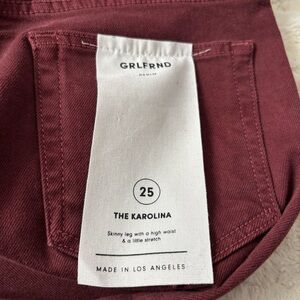 GRLFRND
DENIM
25
THE KAROLINA
Skinny leg with a high waist
& a little stretch
MADE IN LOS ANGELES